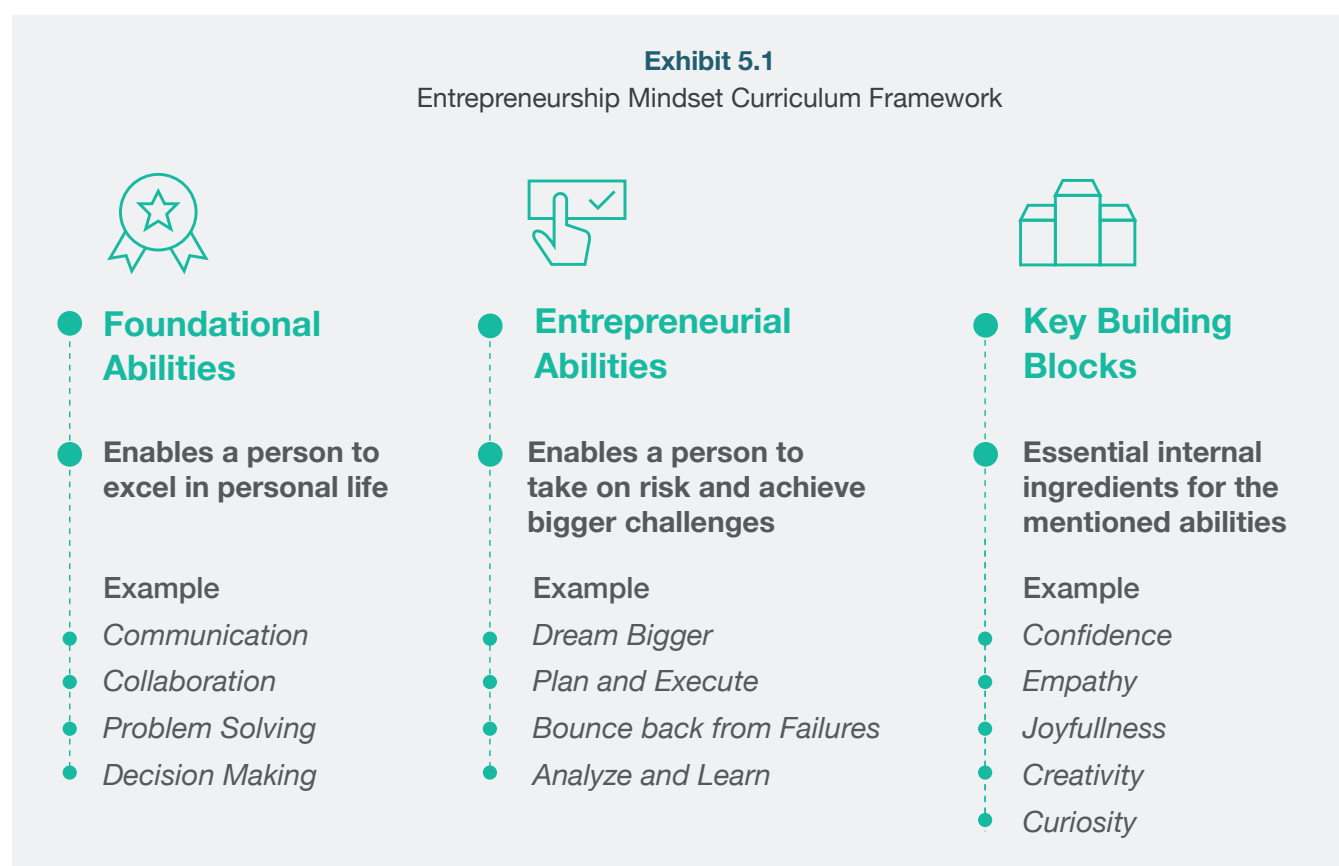 Exhibit 5.1
Entrepreneurship Mindset Curriculum Framework
Foundational
Abilities
Enables a person to
excel in personal life
Example
Communication
Collaboration
Problem Solving
Decision Making
Entrepreneurial
Abilities
Enables a person to
take on risk and achieve
bigger challenges
Example
Dream Bigger
Plan and Execute
Bounce back from Failures
Analyze and Learn
Key Building
Blocks
Essential internal
ingredients for the
mentioned abilities
Example
Confidence
Empathy
Joyfullness
Creativity
Curiosity